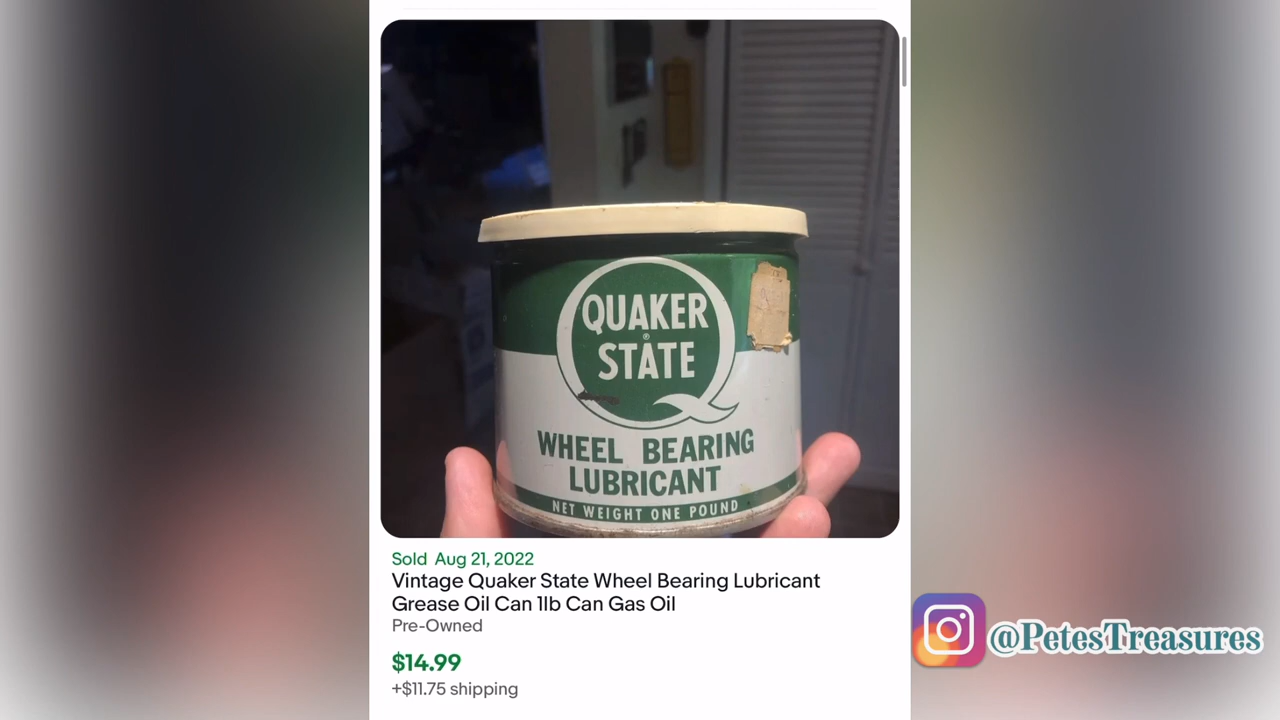 QUAKER
®
STATE
WHEEL BEARING
LUBRICANT
NET WEIGHT ONE POUND
Sold Aug 21, 2022
Vintage Quaker State Wheel Bearing Lubricant
Grease Oil Can 1lb Can Gas Oil
Pre-Owned
$14.99
+$11.75 shipping
@PetesTreasures